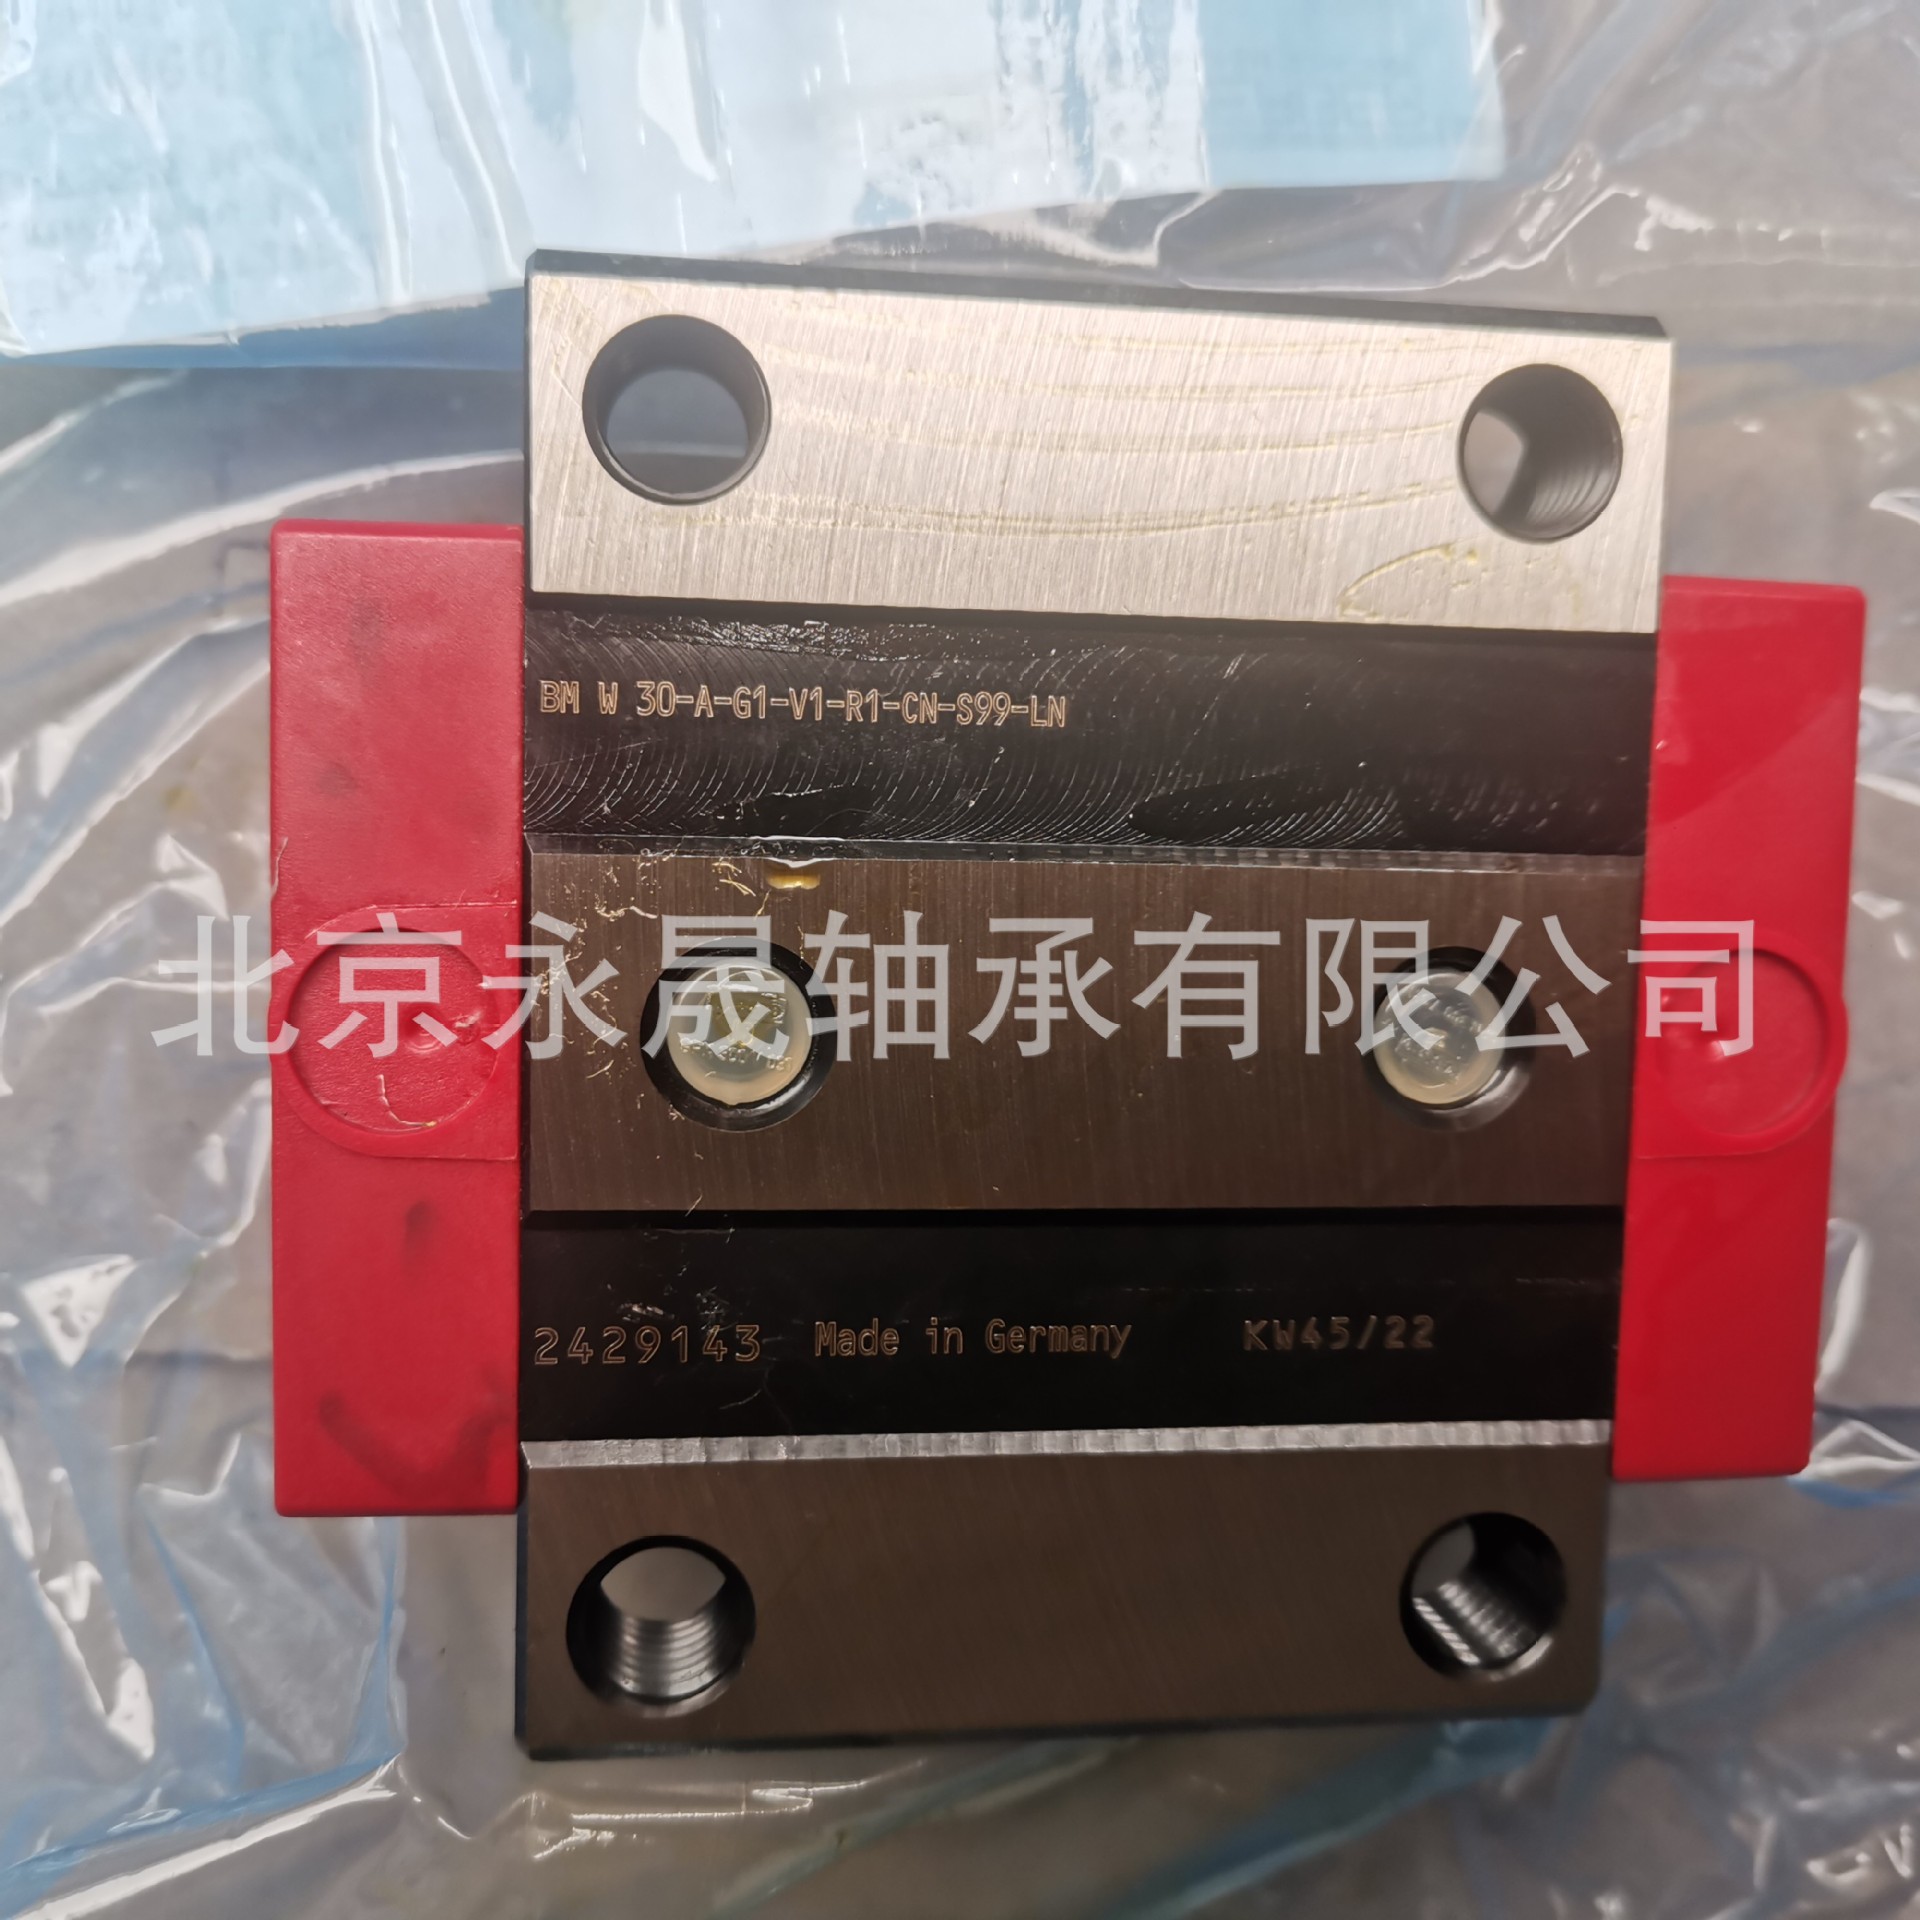 BM W 30-A-G1-V1-R1-CN-S99-LN
北京永晟轴承有限公司
2429143 Made in Germany KW45/22